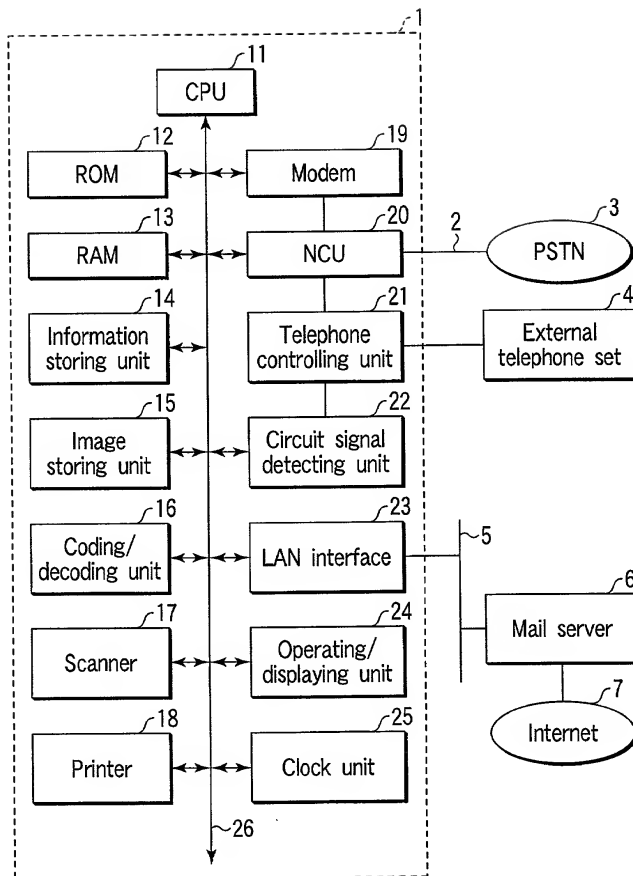 1
11
CPU
12
ROM
19
Modem
13
RAM
20
NCU
2
3
PSTN
14
Information
storing unit
21
Telephone
controlling unit
4
External
telephone set
15
Image
storing unit
22
Circuit signal
detecting unit
16
Coding/
decoding unit
23
LAN interface
5
6
Mail server
17
Scanner
24
Operating/
displaying unit
7
Internet
18
Printer
25
Clock unit
26